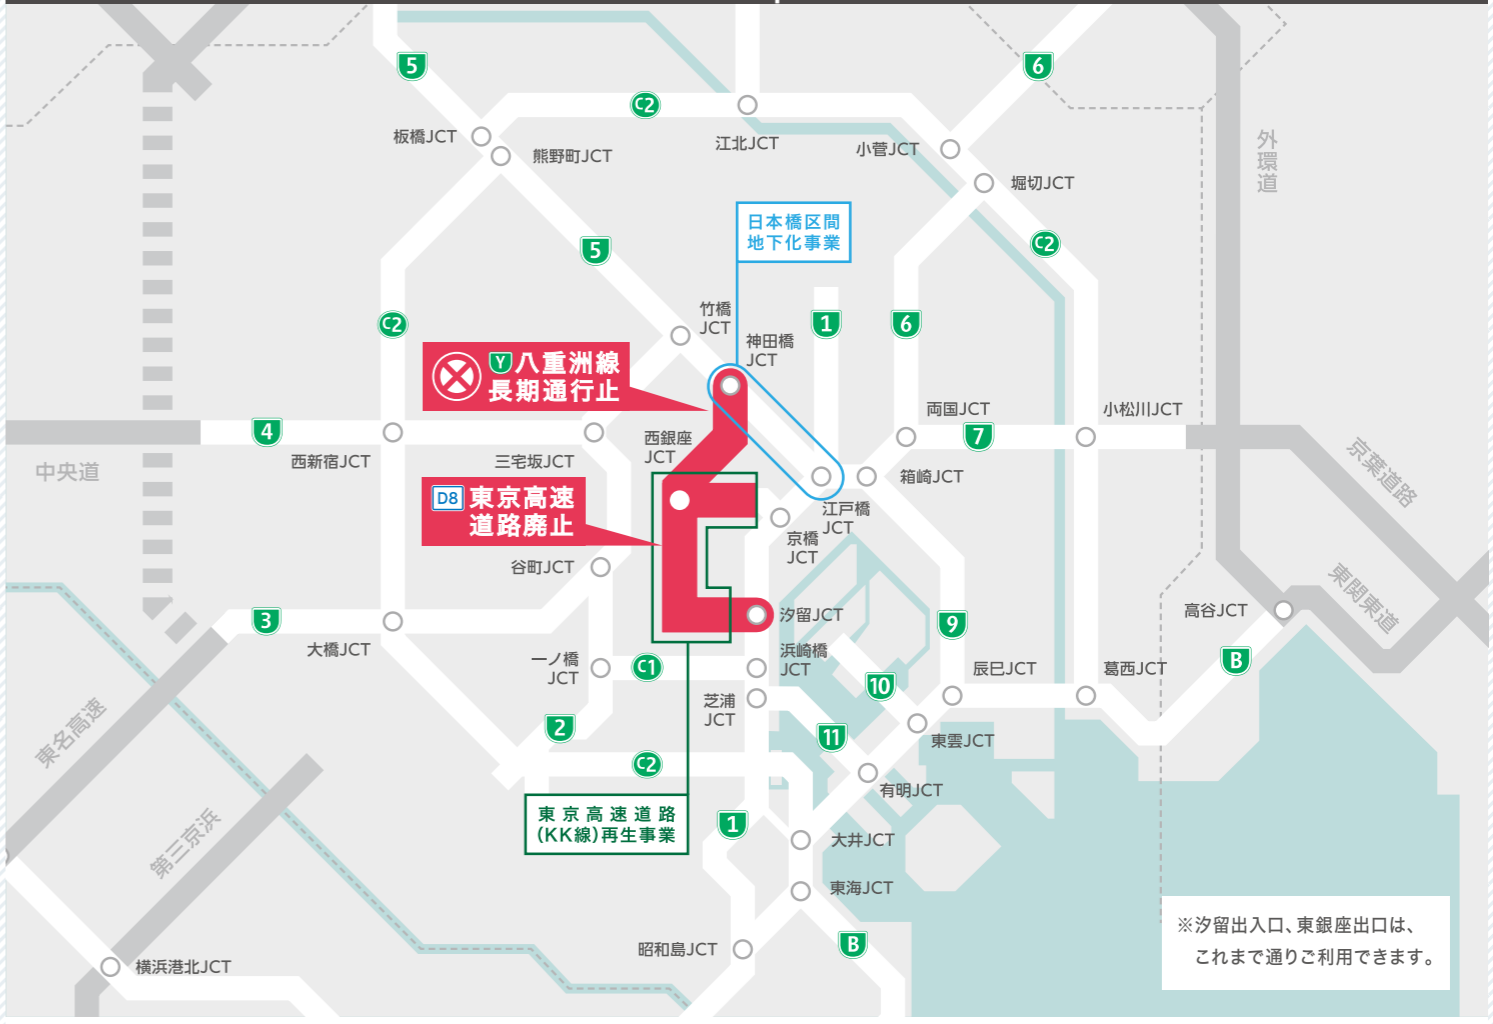 5
6
C2
板橋JCT
熊野町JCT
江北JCT
小菅JCT
堀切JCT
外環道
日本橋区間
地下化事業
5
C2
C2
竹橋
JCT
神田橋
JCT
1
6
Y 八重洲線
長期通行止
両国JCT
小松川JCT
4
7
西新宿JCT
三宅坂JCT
西銀座
JCT
中央道
箱崎JCT
京葉道路
D8 東京高速
道路廃止
江戸橋
JCT
京橋
JCT
谷町JCT
東関東道
高谷JCT
3
汐留JCT
9
大橋JCT
一ノ橋
JCT
C1
浜崎橋
JCT
辰巳JCT
葛西JCT
B
10
芝浦
JCT
東名高速
2
11
東雲JCT
C2
有明JCT
東京高速道路
(KK線)再生事業
1
第三京浜
大井JCT
東海JCT
昭和島JCT
B
横浜港北JCT
※汐留出入口、東銀座出口は、
これまで通りご利用できます。